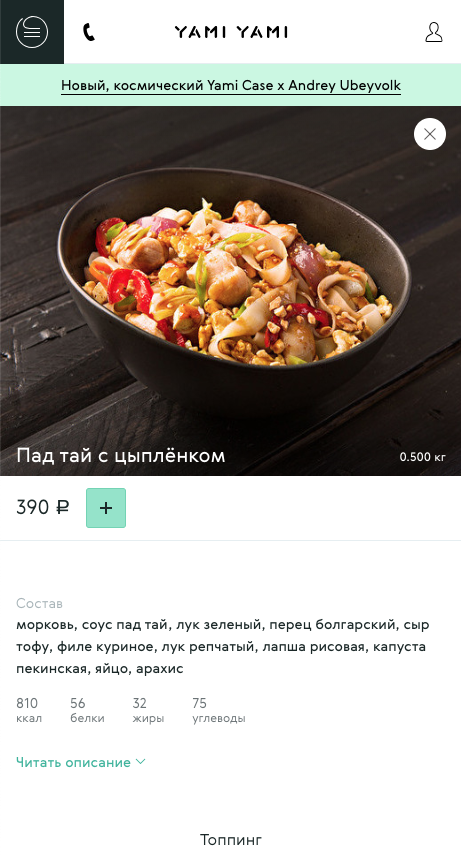 YAMI YAMI
Новый, космический Yami Case x Andrey Ubeyvolk
Пад тай с цыплёнком
0.500 кг
390 ₽
+
Состав
морковь, соус пад тай, лук зеленый, перец болгарский, сыр
тофу, филе куриное, лук репчатый, лапша рисовая, капуста
пекинская, яйцо, арахис
810 56 32 75
ккал белки жиры углеводы
Читать описание
Топпинг